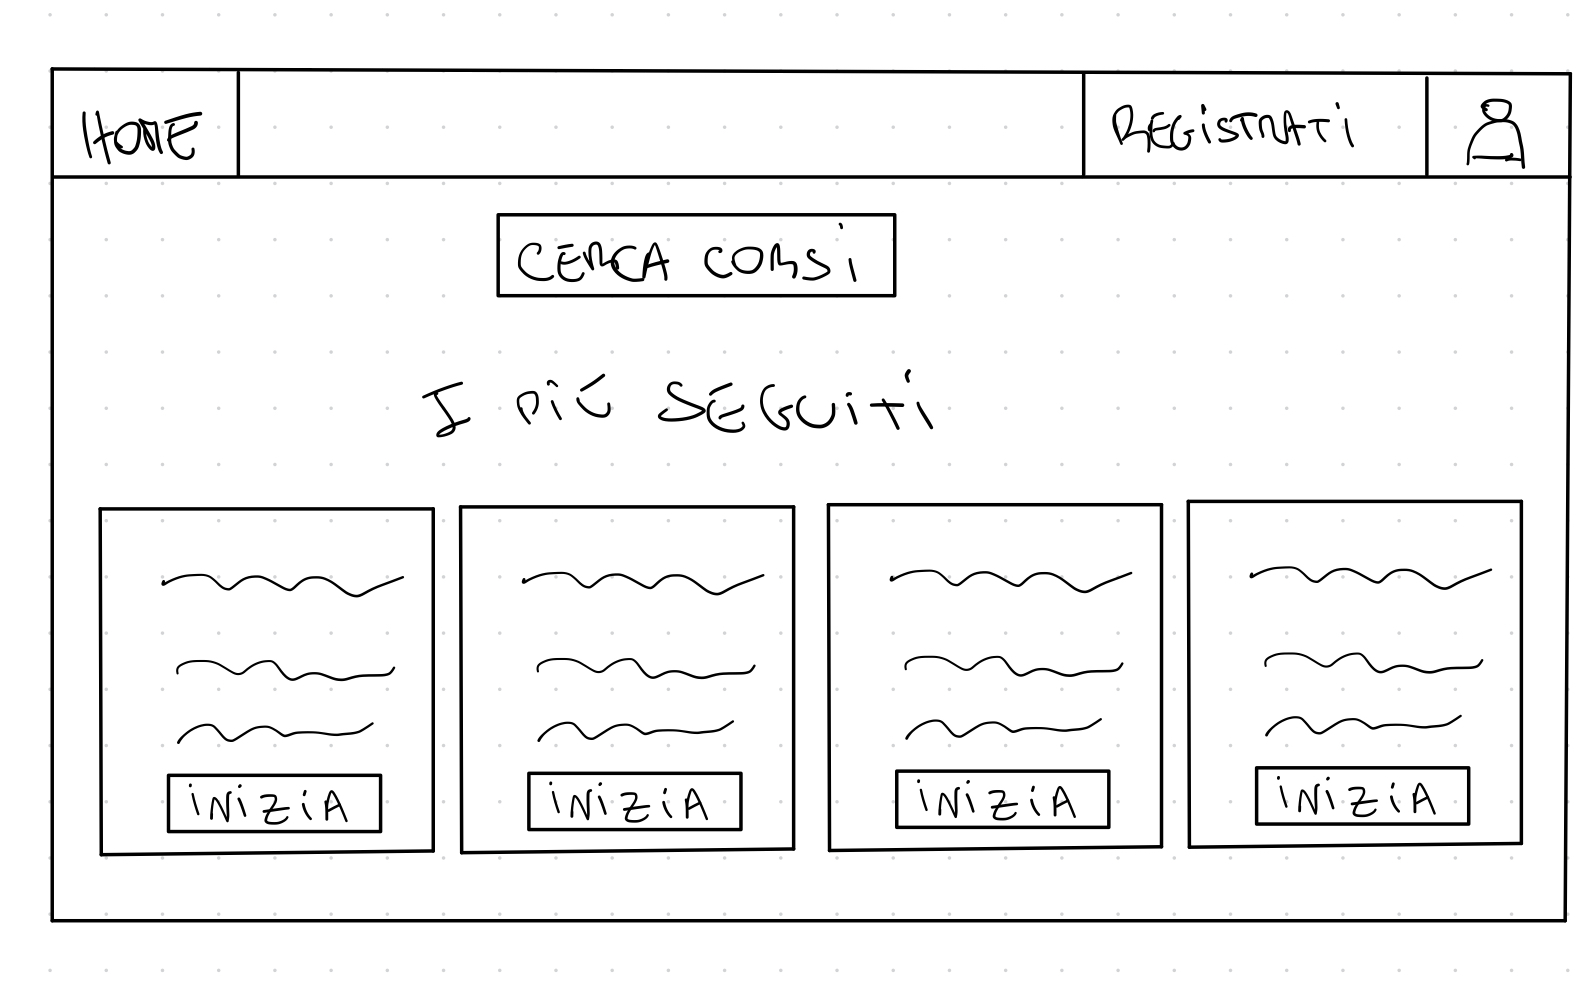 HOME REGISTRATI
CERCA CORSI
I PIÙ SEGUITI
INIZIA INIZIA INIZIA INIZIA